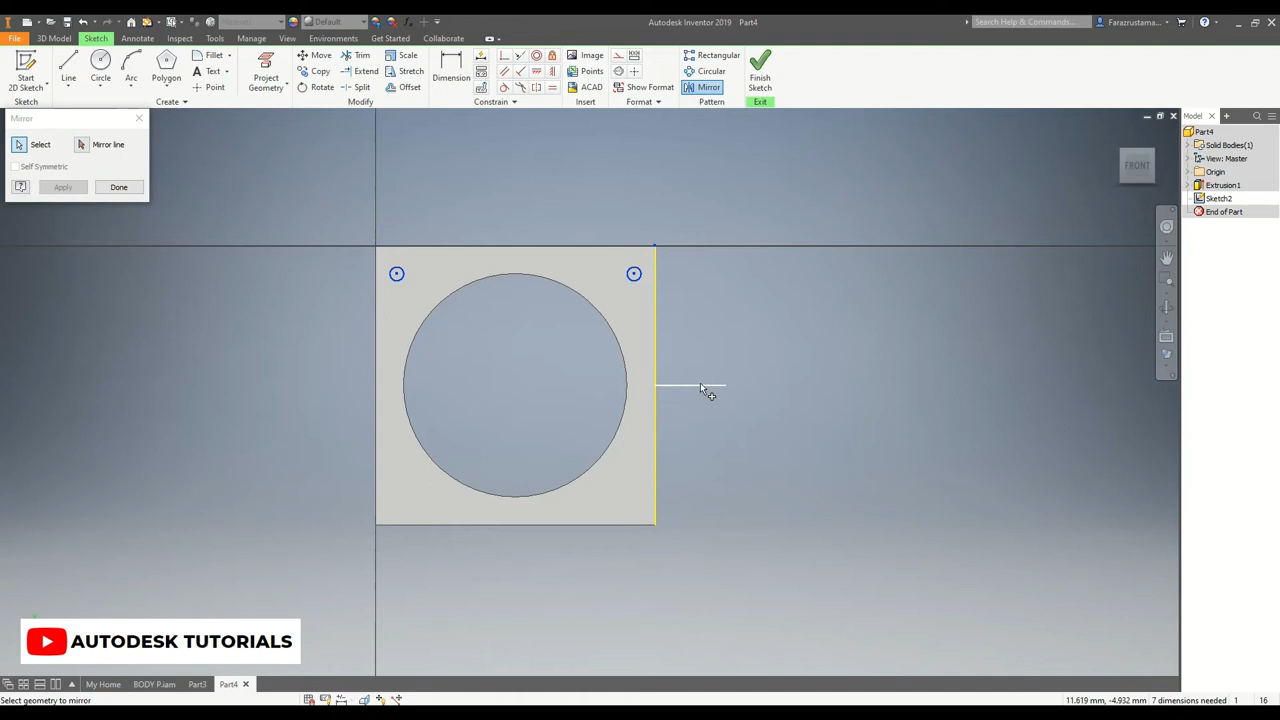 Default
Autodesk Inventor 2019 Part4
Search Help & Commands...
Farazrustama...
File 3D Model Sketch Annotate Inspect Tools Manage View Environments Get Started Collaborate
Start 2D Sketch
Line
Circle
Arc
Polygon
Fillet
Text
Point
Project Geometry
Move
Copy
Rotate
Trim
Extend
Split
Scale
Stretch
Offset
Dimension
Image
Points
ACAD
Show Format
Rectangular
Circular
Mirror
Finish Sketch
Sketch Create Modify Constrain Insert Format Pattern Exit
Mirror
Select Mirror line
Self Symmetric
Apply Done
FRONT
Model
Part4
Solid Bodies(1)
View: Master
Origin
Extrusion1
Sketch2
End of Part
AUTODESK TUTORIALS
My Home BODY P.iam Part3 Part4
Select geometry to mirror
11.619 mm, -4.932 mm 7 dimensions needed 1 16